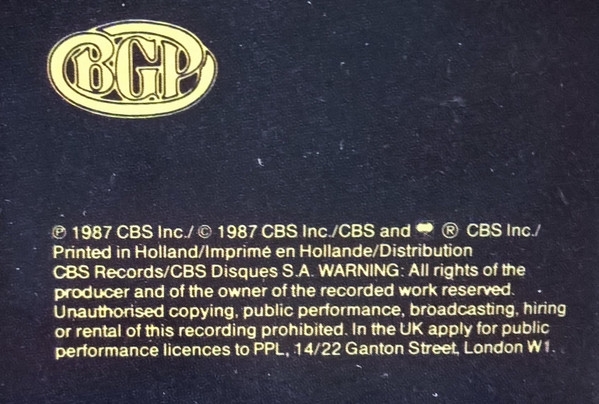 BGP
℗ 1987 CBS Inc./ © 1987 CBS Inc./CBS and ® CBS Inc./
Printed in Holland/Imprimé en Hollande/Distribution
CBS Records/CBS Disques S.A. WARNING: All rights of the
producer and of the owner of the recorded work reserved.
Unauthorised copying, public performance, broadcasting, hiring
or rental of this recording prohibited. In the UK apply for public
performance licences to PPL, 14/22 Ganton Street, London W1.